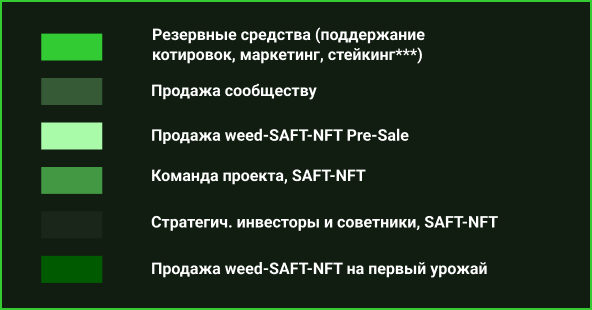 Резервные средства (поддержание
котировок, маркетинг, стейкинг***)
Продажа сообществу
Продажа weed-SAFT-NFT Pre-Sale
Команда проекта, SAFT-NFT
Стратегич. инвесторы и советники, SAFT-NFT
Продажа weed-SAFT-NFT на первый урожай